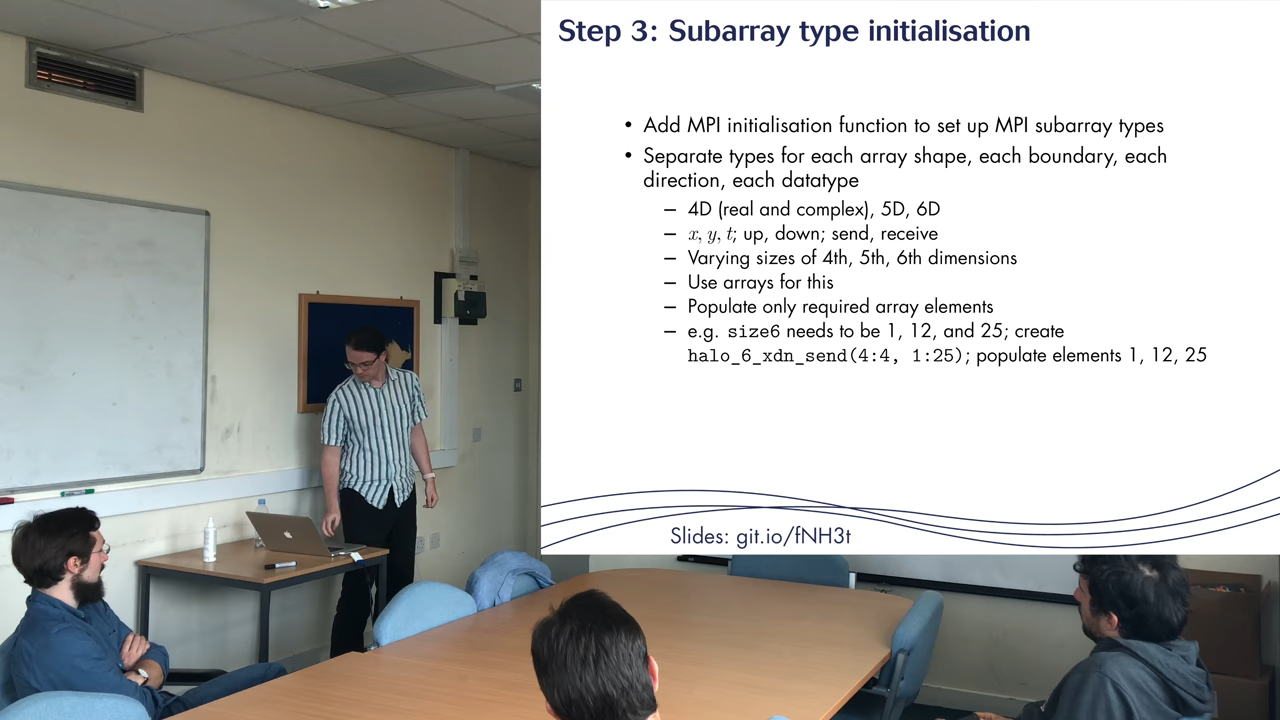 Step 3: Subarray type initialisation
• Add MPI initialisation function to set up MPI subarray types
• Separate types for each array shape, each boundary, each
direction, each datatype
– 4D (real and complex), 5D, 6D
– x, y, t; up, down; send, receive
– Varying sizes of 4th, 5th, 6th dimensions
– Use arrays for this
– Populate only required array elements
– e.g. size6 needs to be 1, 12, and 25; create
halo_6_xdn_send(4:4, 1:25); populate elements 1, 12, 25
Slides: git.io/fNH3t